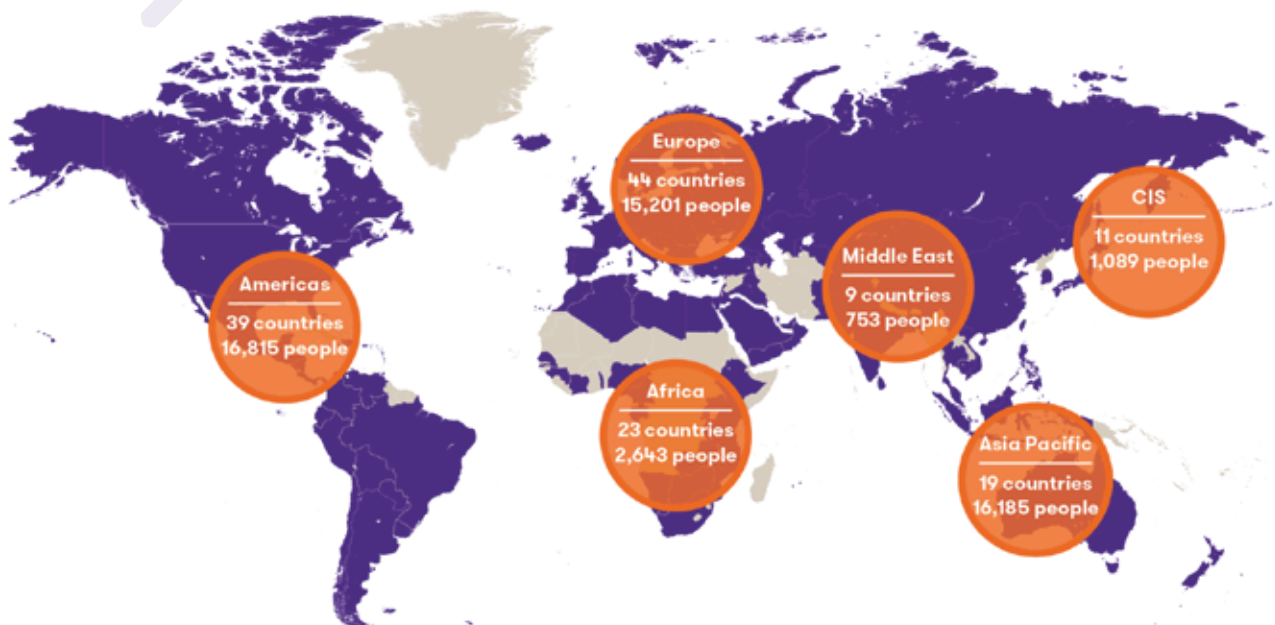 Europe
44 countries
15,201 people
CIS
11 countries
1,089 people
Middle East
9 countries
753 people
Americas
39 countries
16,815 people
Africa
23 countries
2,643 people
Asia Pacific
19 countries
16,185 people